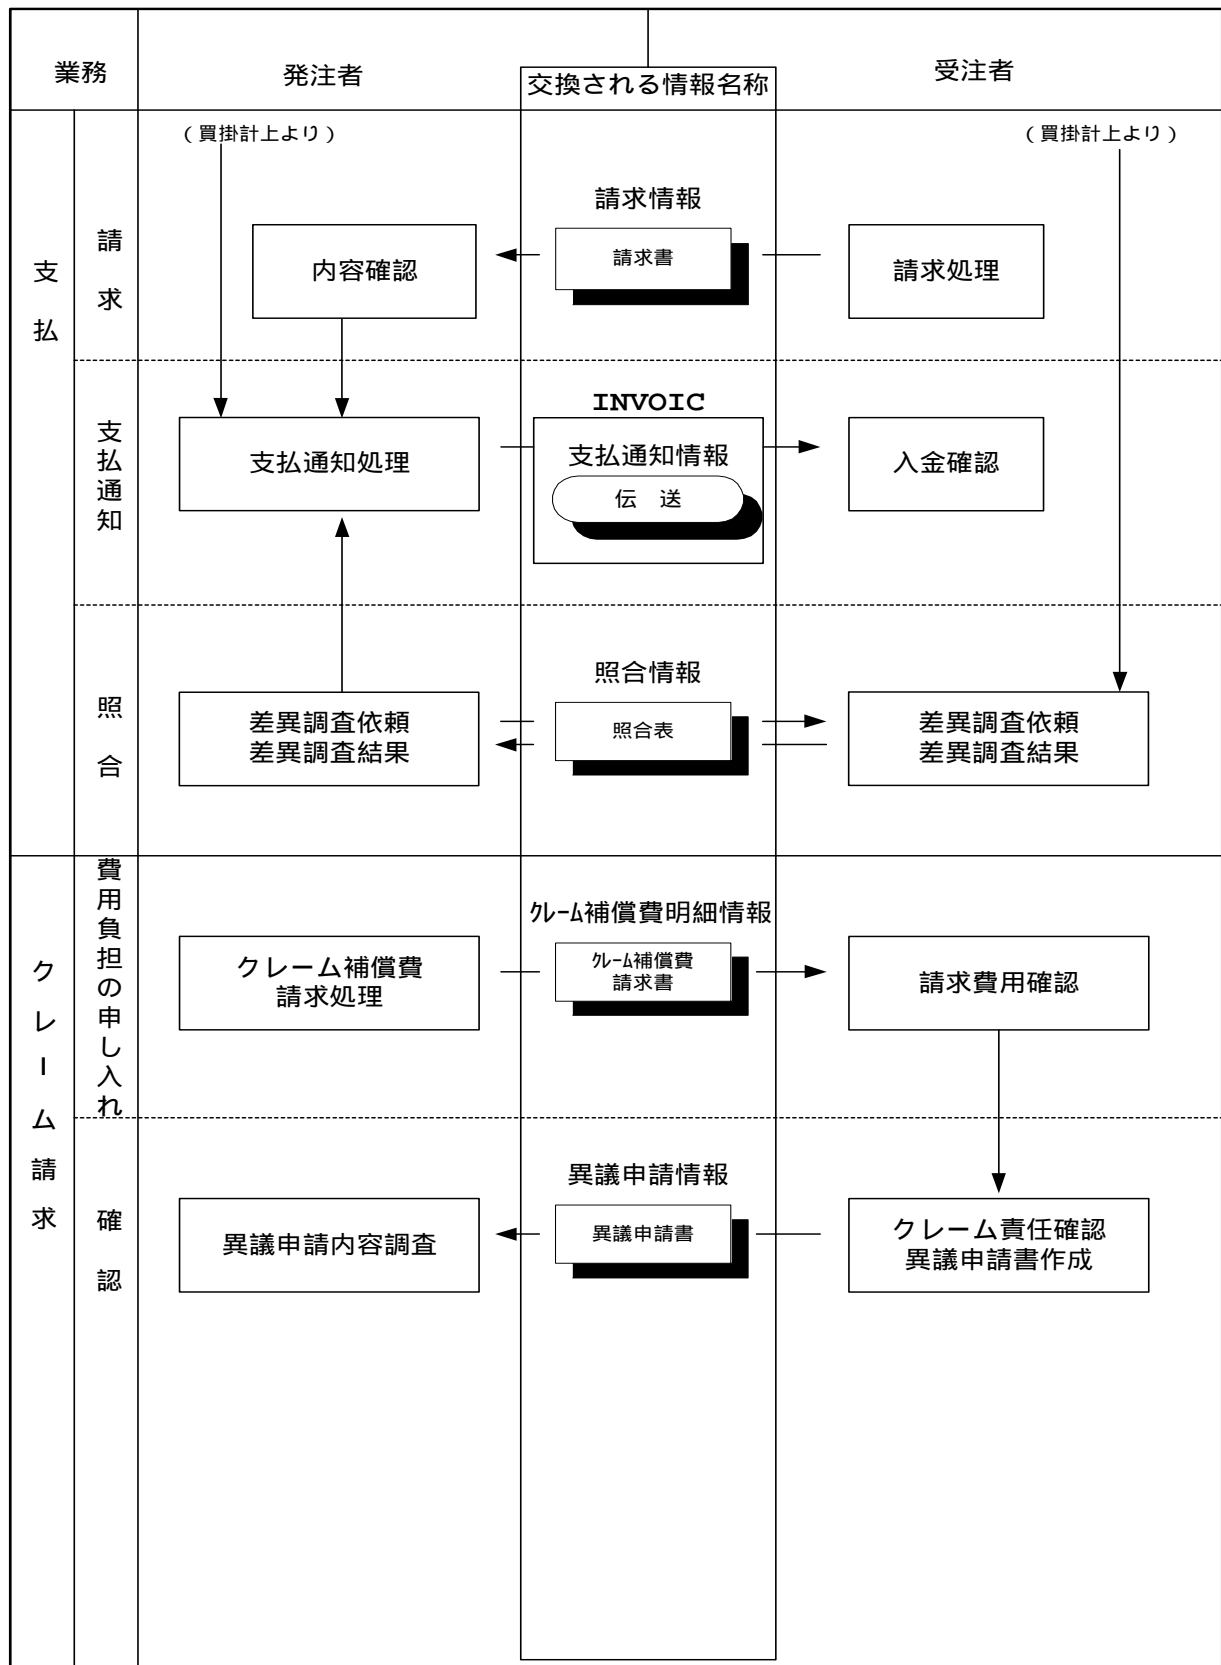 業務
発注者
交換される情報名称
受注者
支払
請求
（買掛計上より）
（買掛計上より）
請求情報
内容確認
請求書
請求処理
支払通知
INVOIC
支払通知処理
支払通知情報
伝　送
入金確認
照合
照合情報
差異調査依頼
差異調査結果
照合表
差異調査依頼
差異調査結果
クレーム請求
費用負担の申し入れ
ｸﾚｰﾑ補償費明細情報
クレーム補償費
請求処理
ｸﾚｰﾑ補償費
請求書
請求費用確認
確認
異議申請情報
異議申請内容調査
異議申請書
クレーム責任確認
異議申請書作成